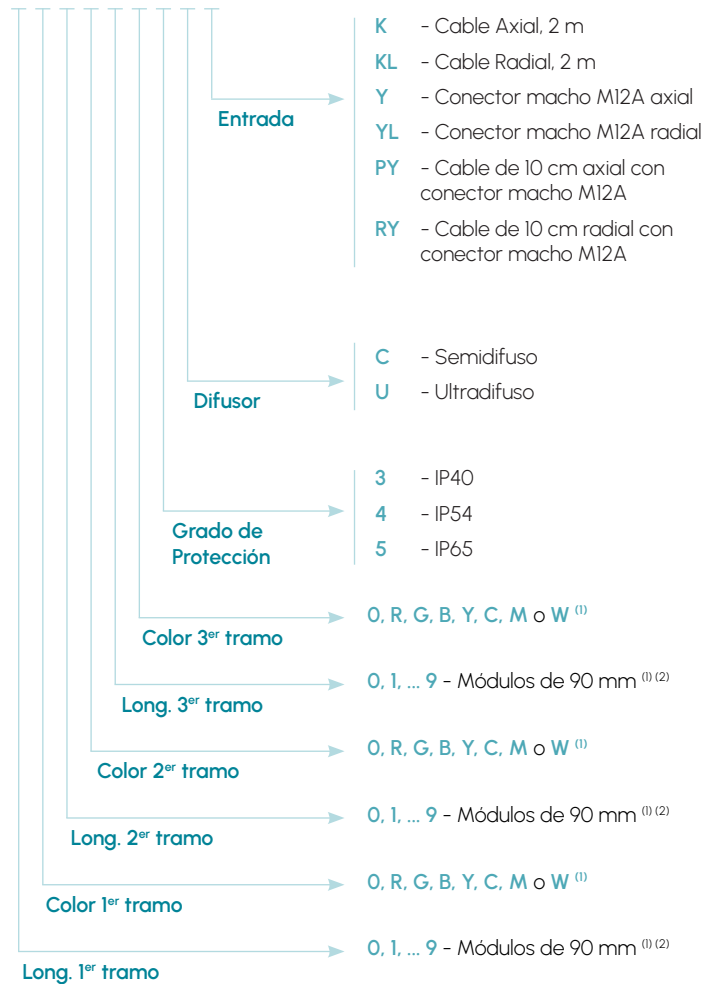 K - Cable Axial, 2 m
KL - Cable Radial, 2 m
Y - Conector macho M12A axial
YL - Conector macho M12A radial
PY - Cable de 10 cm axial con
conector macho M12A
RY - Cable de 10 cm radial con
conector macho M12A
Entrada
C - Semidifuso
U - Ultradifuso
Difusor
3 - IP40
4 - IP54
5 - IP65
Grado de
Protección
0, R, G, B, Y, C, M o W (1)
Color 3er tramo
0, 1, ... 9 - Módulos de 90 mm (1) (2)
Long. 3er tramo
0, R, G, B, Y, C, M o W (1)
Color 2er tramo
0, 1, ... 9 - Módulos de 90 mm (1) (2)
Long. 2er tramo
0, R, G, B, Y, C, M o W (1)
Color 1er tramo
0, 1, ... 9 - Módulos de 90 mm (1) (2)
Long. 1er tramo